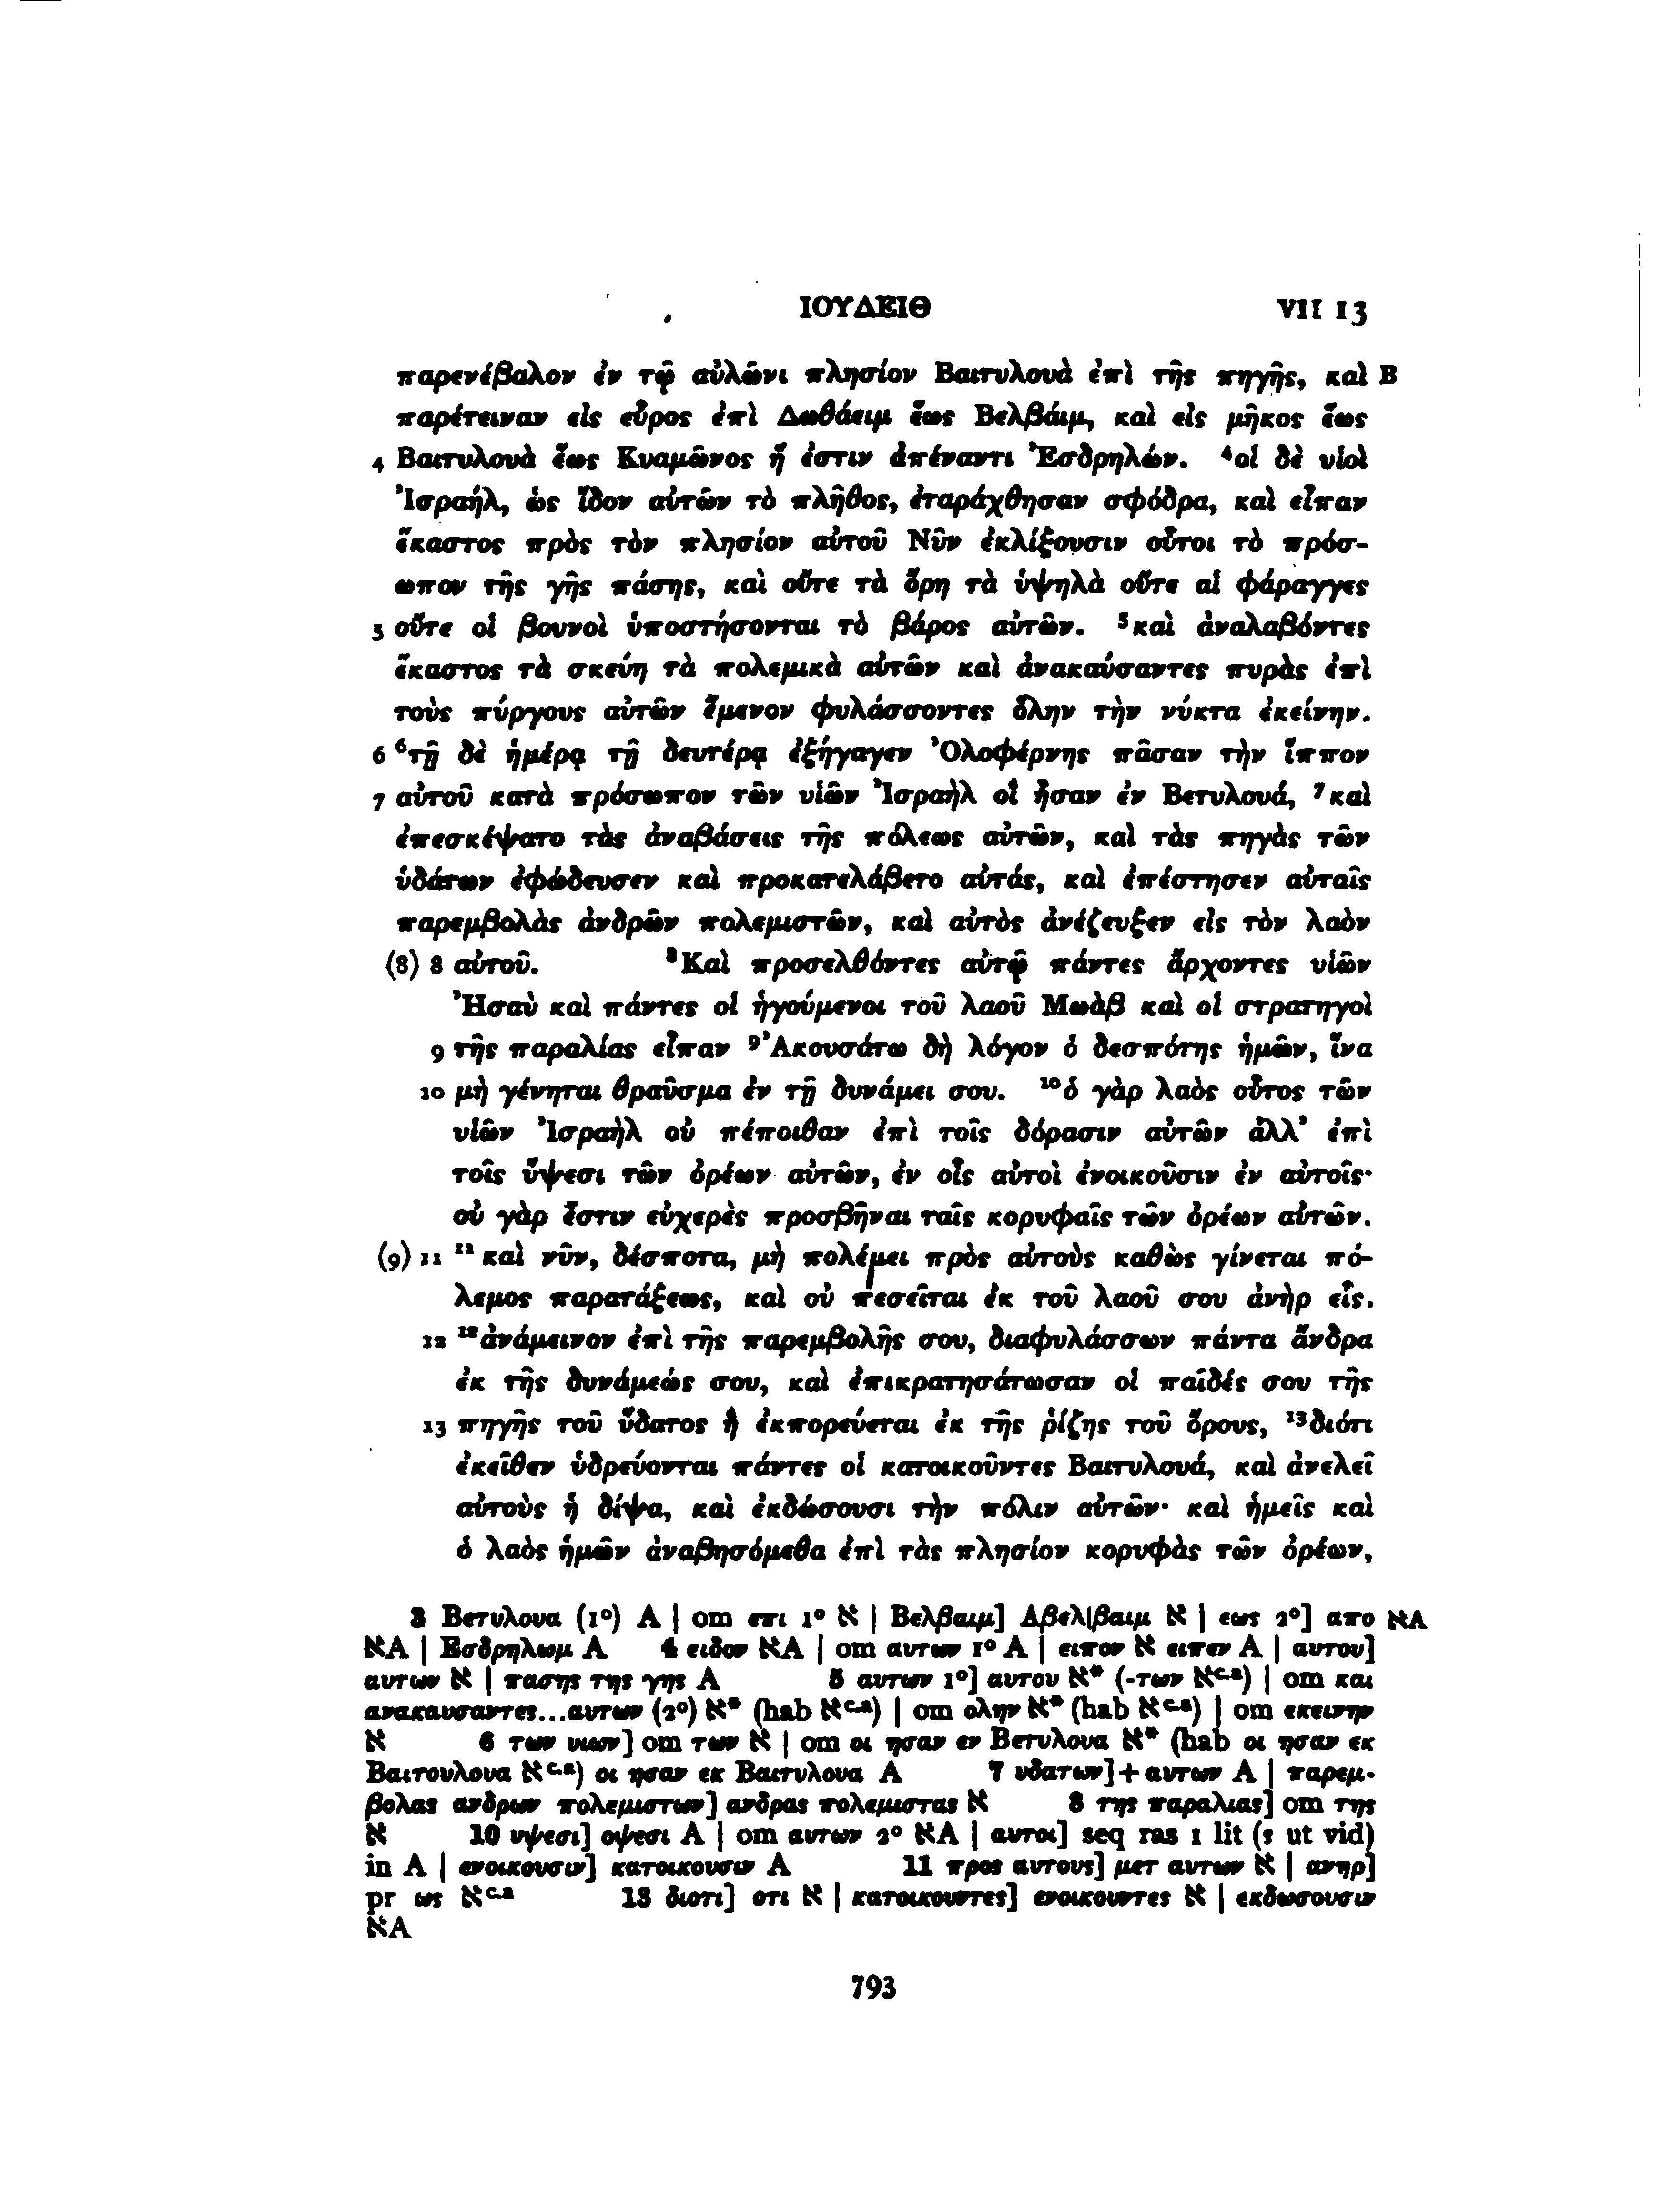 ΙΟΥΔΕΙΘ VII 13
παρενέβαλον ἐν τῷ αὐλῶνι πλησίον Βαιτυλουὰ ἐπὶ τῆς πηγῆς, καὶ B
παρέτειναν εἰς εὖρος ἐπὶ Δωθάειμ ἕως Βελβάιμ, καὶ εἰς μῆκος ἕως
4 Βαιτυλουὰ ἕως Κυαμῶνος ἥ ἐστιν ἀπέναντι Ἐσδρηλών. ⁴οἱ δὲ υἱοὶ
Ἰσραήλ, ὡς ἴδον αὐτῶν τὸ πλῆθος, ἐταράχθησαν σφόδρα, καὶ εἶπαν
ἕκαστος πρὸς τὸν πλησίον αὐτοῦ Νῦν ἐκλίξουσιν οὗτοι τὸ πρόσ-
ωπον τῆς γῆς πάσης, καὶ οὔτε τὰ ὄρη τὰ ὑψηλὰ οὔτε αἱ φάραγγες
5 οὔτε οἱ βουνοὶ ὑποστήσονται τὸ βάρος αὐτῶν. ⁵καὶ ἀναλαβόντες
ἕκαστος τὰ σκεύη τὰ πολεμικὰ αὐτῶν καὶ ἀνακαύσαντες πυρὰς ἐπὶ
τοὺς πύργους αὐτῶν ἔμενον φυλάσσοντες ὅλην τὴν νύκτα ἐκείνην.
6 ⁶τῇ δὲ ἡμέρᾳ τῇ δευτέρᾳ ἐξήγαγεν Ὀλοφέρνης πᾶσαν τὴν ἵππον
7 αὐτοῦ κατὰ πρόσωπον τῶν υἱῶν Ἰσραὴλ οἳ ἦσαν ἐν Βετυλουά, ⁷καὶ
ἐπεσκέψατο τὰς ἀναβάσεις τῆς πόλεως αὐτῶν, καὶ τὰς πηγὰς τῶν
ὑδάτων ἐφώδευσεν καὶ προκατελάβετο αὐτάς, καὶ ἐπέστησεν αὐταῖς
παρεμβολὰς ἀνδρῶν πολεμιστῶν, καὶ αὐτὸς ἀνέζευξεν εἰς τὸν λαὸν
(8) 8 αὐτοῦ. ⁸Καὶ προσελθόντες αὐτῷ πάντες ἄρχοντες υἱῶν
Ἠσαὺ καὶ πάντες οἱ ἡγούμενοι τοῦ λαοῦ Μωὰβ καὶ οἱ στρατηγοὶ
9 τῆς παραλίας εἶπαν ⁹Ἀκουσάτω δὴ λόγον ὁ δεσπότης ἡμῶν, ἵνα
10 μὴ γένηται θραῦσμα ἐν τῇ δυνάμει σου. ¹⁰ὁ γὰρ λαὸς οὗτος τῶν
υἱῶν Ἰσραὴλ οὐ πέποιθαν ἐπὶ τοῖς δόρασιν αὐτῶν ἀλλ’ ἐπὶ
τοῖς ὕψεσι τῶν ὀρέων αὐτῶν, ἐν οἷς αὐτοὶ ἐνοικοῦσιν ἐν αὐτοῖς·
οὐ γὰρ ἔστιν εὐχερὲς προσβῆναι ταῖς κορυφαῖς τῶν ὀρέων αὐτῶν.
(9) 11 ¹¹καὶ νῦν, δέσποτα, μὴ πολέμει πρὸς αὐτοὺς καθὼς γίνεται πό-
λεμος παρατάξεως, καὶ οὐ πεσεῖται ἐκ τοῦ λαοῦ σου ἀνὴρ εἷς.
12 ¹²ἀνάμεινον ἐπὶ τῆς παρεμβολῆς σου, διαφυλάσσων πάντα ἄνδρα
ἐκ τῆς δυνάμεώς σου, καὶ ἐπικρατησάτωσαν οἱ παῖδές σου τῆς
13 πηγῆς τοῦ ὕδατος ἣ ἐκπορεύεται ἐκ τῆς ῥίζης τοῦ ὄρους, ¹³διότι
ἐκεῖθεν ὑδρεύονται πάντες οἱ κατοικοῦντες Βαιτυλουά, καὶ ἀνελεῖ
αὐτοὺς ἡ δίψα, καὶ ἐκδώσουσι τὴν πόλιν αὐτῶν· καὶ ἡμεῖς καὶ
ὁ λαὸς ἡμῶν ἀναβησόμεθα ἐπὶ τὰς πλησίον κορυφὰς τῶν ὀρέων,
3 Βετυλουα (1°) A | om επι 1° א | Βελβαιμ] Αβελ|βαιμ א | εως 2°] απο אA
אA | Εσδρηλωμ A 4 ειδον אA | om αυτων 1° A | ειπον א ειπεν A | αυτου]
αυτων א | πασης της γης A 5 αυτων 1°] αυτου א* (-των אᶜ·ᵃ) | om και
ανακαυσαντες...αυτων (2°) א* (hab אᶜ·ᵃ) | om ολην א* (hab אᶜ·ᵃ) | om εκεινην
א 6 των υιων] om των א | om οι ησαν εν Βετυλουα א* (hab οι ησαν εκ
Βαιτουλουα אᶜ·ᵃ) οι ησαν εκ Βαιτυλουα A 7 υδατων]+αυτων A | παρεμ-
βολας ανδρων πολεμιστων] ανδρας πολεμιστας א 8 της παραλιας] om της
א 10 υψεσι] οψεσι A | om αυτων 2° אA | αυτοι] seq ras 1 lit (s ut vid)
in A | ενοικουσιν] κατοικουσιν A 11 προς αυτους] μετ αυτων א | ανηρ]
pr ως אᶜ·ᵃ 13 διοτι] οτι א | κατοικουντες] ενοικουντες א | εκδωσουσιν
אA
793